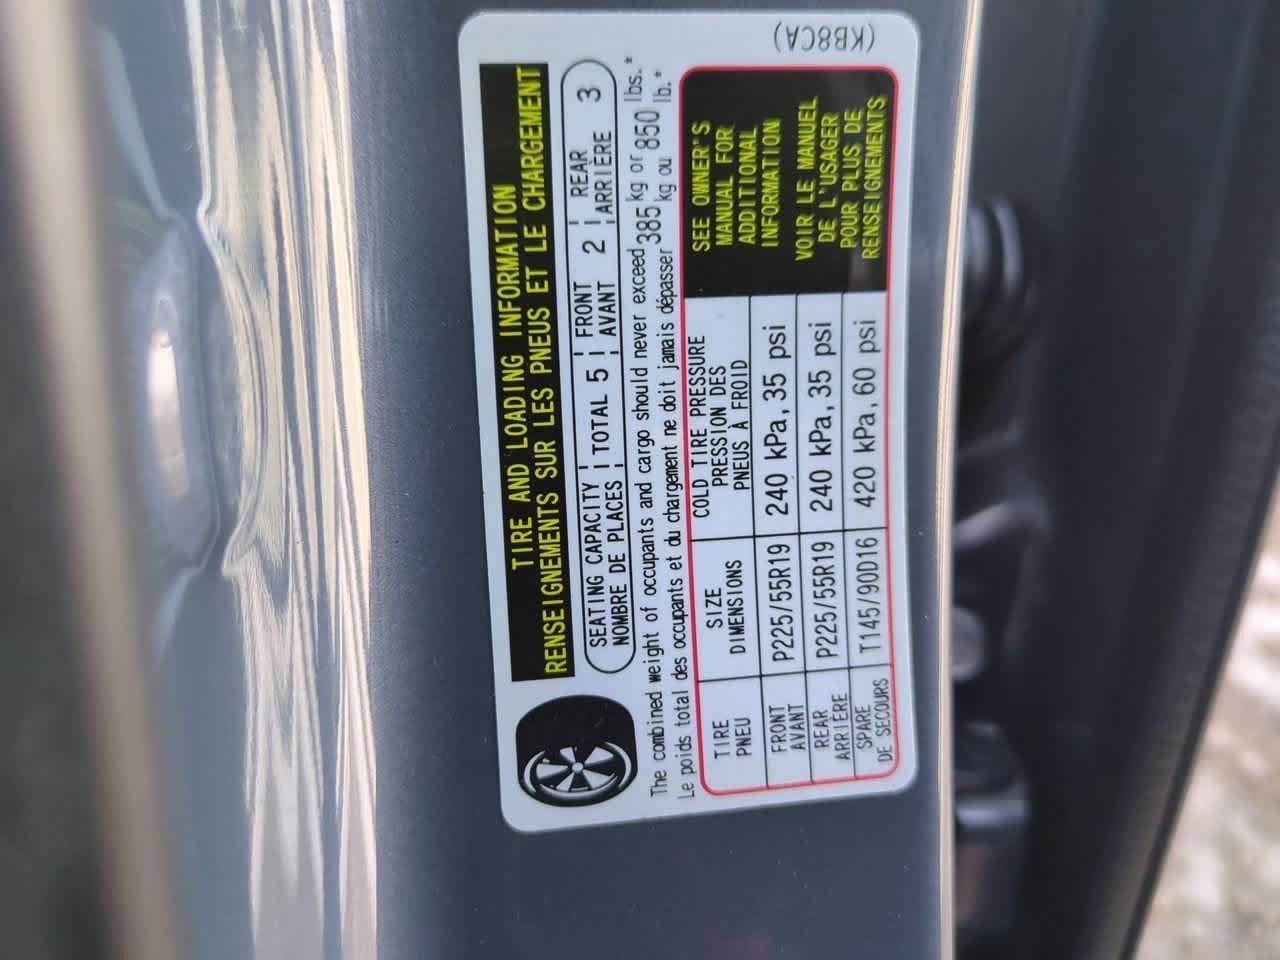 TIRE AND LOADING INFORMATION
RENSEIGNEMENTS SUR LES PNEUS ET LE CHARGEMENT
SEATING CAPACITY TOTAL 5 FRONT 2 REAR 3
NOMBRE DE PLACES AVANT ARRIÈRE
The combined weight of occupants and cargo should never exceed 385 kg or 850 lbs.*
Le poids total des occupants et du chargement ne doit jamais dépasser kg ou lb.*
TIRE SIZE COLD TIRE PRESSURE
PNEU DIMENSIONS PRESSION DES
PNEUS À FROID
FRONT P225/55R19 240 kPa, 35 psi
AVANT
REAR P225/55R19 240 kPa, 35 psi
ARRIÈRE
SPARE T145/90D16 420 kPa, 60 psi
DE SECOURS
SEE OWNER'S
MANUAL FOR
ADDITIONAL
INFORMATION
VOIR LE MANUEL
DE L'USAGER
POUR PLUS DE
RENSEIGNEMENTS
(KB8CA)